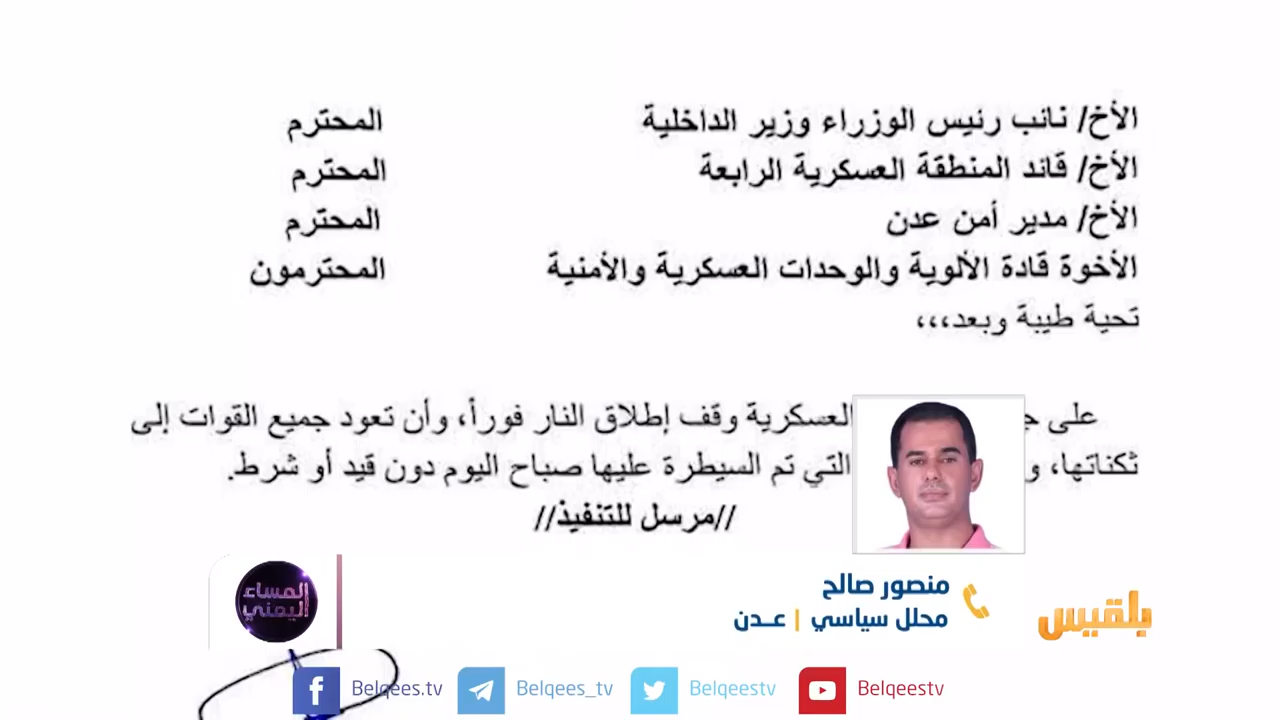 الأخ/ نائب رئيس الوزراء وزير الداخلية المحترم
الأخ/ قائد المنطقة العسكرية الرابعة المحترم
الأخ/ مدير أمن عدن المحترم
الأخوة قادة الألوية والوحدات العسكرية والأمنية المحترمون
تحية طيبة وبعد،،،
على العسكرية وقف إطلاق النار فوراً، وأن تعود جميع القوات إلى
ثكناتها، التي تم السيطرة عليها صباح اليوم دون قيد أو شرط.
//مرسل للتنفيذ//
منصور صالح
محلل سياسي | عــدن
المساء
اليمني
بلقيس
Belqees.tv
Belqees_tv
Belqeestv
Belqeestv